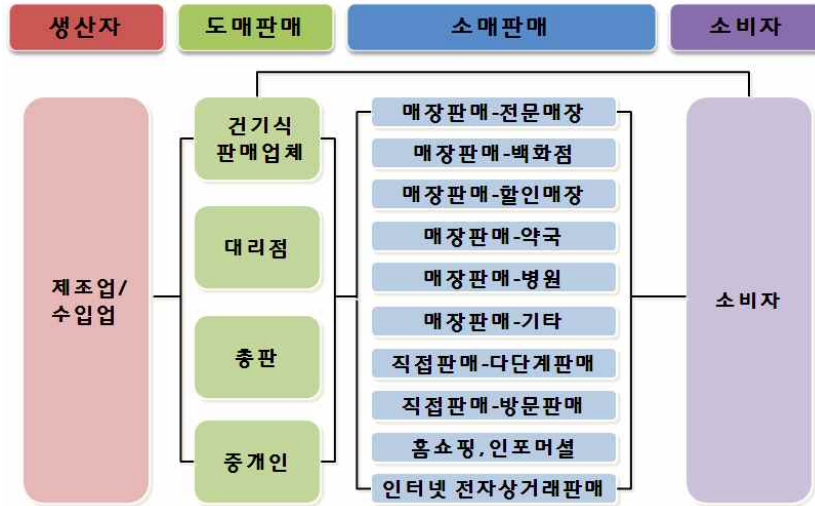 생산자
도매판매
소매판매
소비자
제조업/
수입업
건기식
판매업체
대리점
총판
중개인
매장판매-전문매장
매장판매-백화점
매장판매-할인매장
매장판매-약국
매장판매-병원
매장판매-기타
직접판매-다단계판매
직접판매-방문판매
홈쇼핑,인포머셜
인터넷 전자상거래판매
소비자